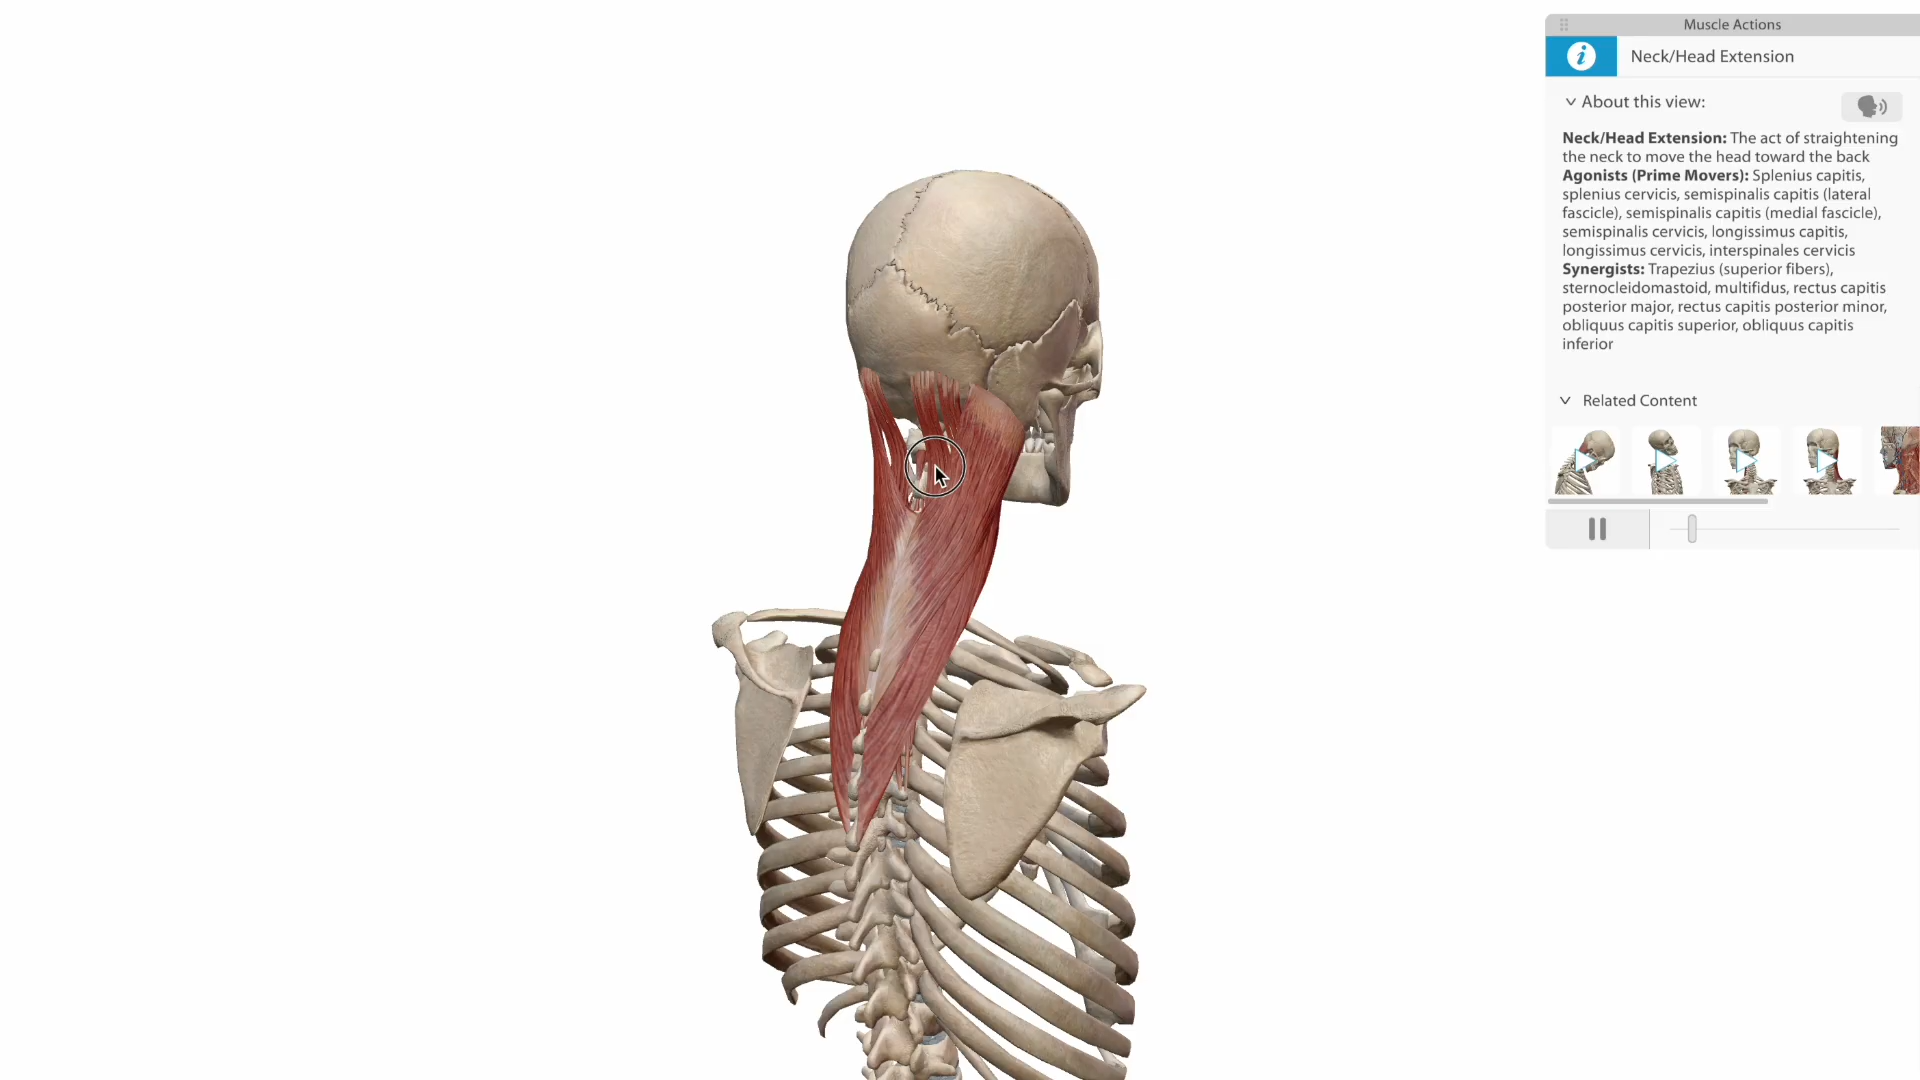 Muscle Actions
Neck/Head Extension
About this view:
Neck/Head Extension: The act of straightening
the neck to move the head toward the back
Agonists (Prime Movers): Splenius capitis,
splenius cervicis, semispinalis capitis (lateral
fascicle), semispinalis capitis (medial fascicle),
semispinalis cervicis, longissimus capitis,
longissimus cervicis, interspinales cervicis
Synergists: Trapezius (superior fibers),
sternocleidomastoid, multifidus, rectus capitis
posterior major, rectus capitis posterior minor,
obliquus capitis superior, obliquus capitis
inferior
Related Content